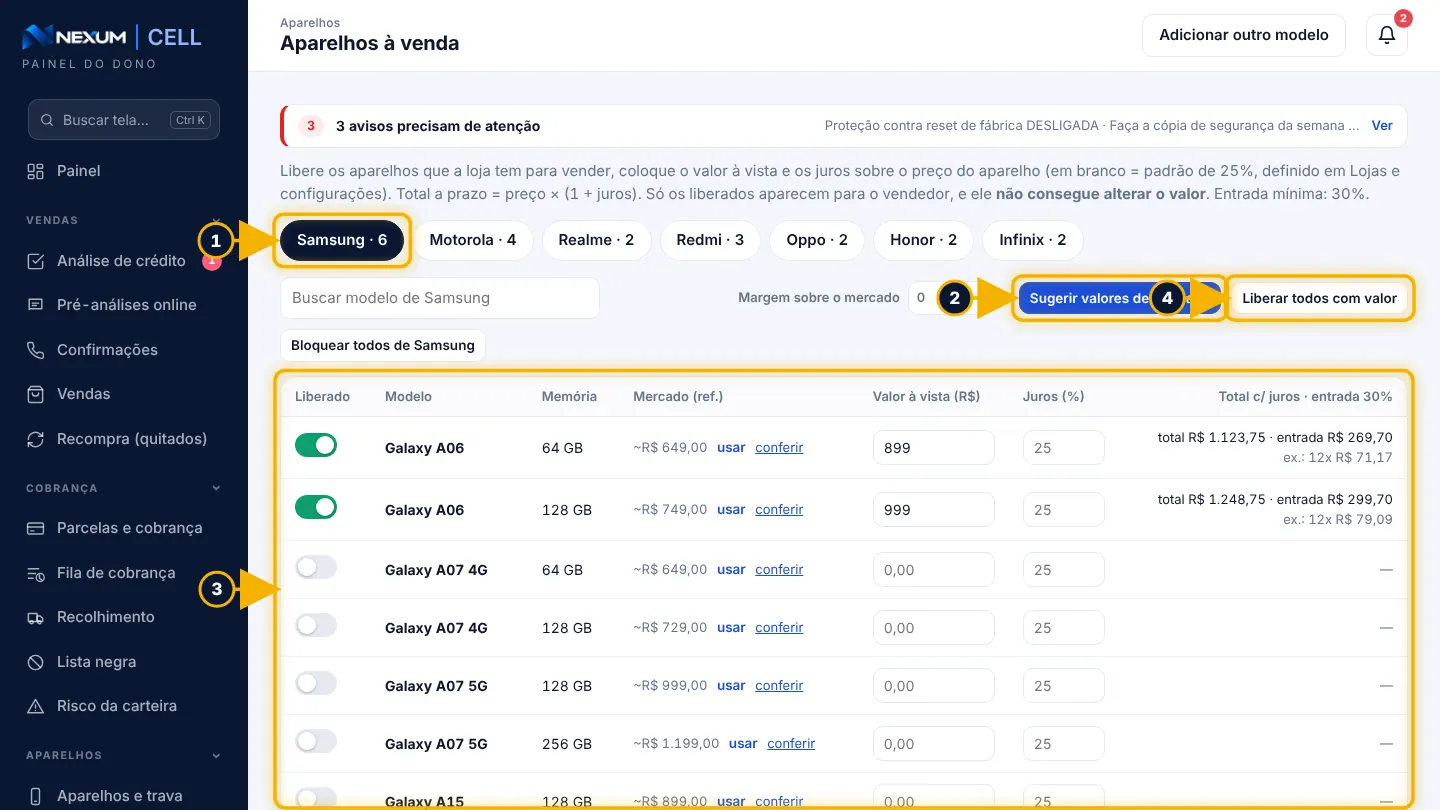 NEXUM | CELL
PAINEL DO DONO
Buscar tela... Ctrl K
Painel
VENDAS
Análise de crédito 1
Pré-análises online
Confirmações
Vendas
Recompra (quitados)
COBRANÇA
Parcelas e cobrança
Fila de cobrança
Recolhimento
Lista negra
Risco da carteira
APARELHOS
Aparelhos e trava
Aparelhos
Aparelhos à venda
Adicionar outro modelo
2
3 3 avisos precisam de atenção
Proteção contra reset de fábrica DESLIGADA · Faça a cópia de segurança da semana ... Ver
Libere os aparelhos que a loja tem para vender, coloque o valor à vista e os juros sobre o preço do aparelho (em branco = padrão de 25%, definido em Lojas e
configurações). Total a prazo = preço × (1 + juros). Só os liberados aparecem para o vendedor, e ele não consegue alterar o valor. Entrada mínima: 30%.
1
Samsung · 6 Motorola · 4 Realme · 2 Redmi · 3 Oppo · 2 Honor · 2 Infinix · 2
Buscar modelo de Samsung
Margem sobre o mercado 0
2 Sugerir valores de 4 Liberar todos com valor
Bloquear todos de Samsung
3
Liberado Modelo Memória Mercado (ref.) Valor à vista (R$) Juros (%) Total c/ juros · entrada 30%
Galaxy A06 64 GB ~R$ 649,00 usar conferir 899 25 total R$ 1.123,75 · entrada R$ 269,70
ex.: 12x R$ 71,17
Galaxy A06 128 GB ~R$ 749,00 usar conferir 999 25 total R$ 1.248,75 · entrada R$ 299,70
ex.: 12x R$ 79,09
Galaxy A07 4G 64 GB ~R$ 649,00 usar conferir 0,00 25 —
Galaxy A07 4G 128 GB ~R$ 729,00 usar conferir 0,00 25 —
Galaxy A07 5G 128 GB ~R$ 999,00 usar conferir 0,00 25 —
Galaxy A07 5G 256 GB ~R$ 1.199,00 usar conferir 0,00 25 —
Galaxy A15 128 GB ~R$ 899,00 usar conferir 0,00 25 —